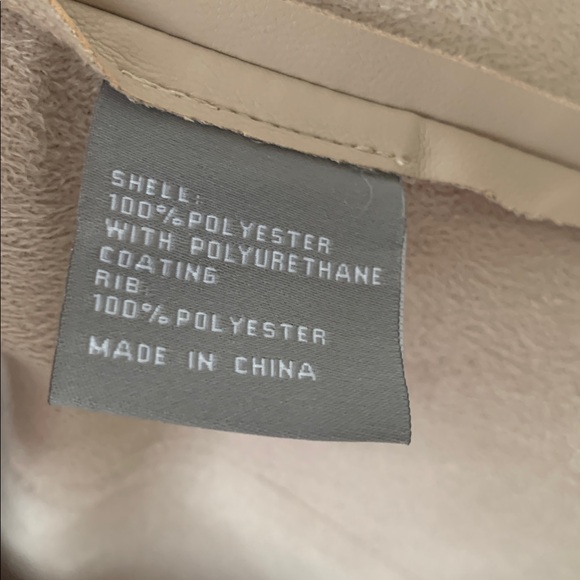 SHELL:
100% POLYESTER
WITH POLYURETHANE
COATING
RIB:
100% POLYESTER
MADE IN CHINA